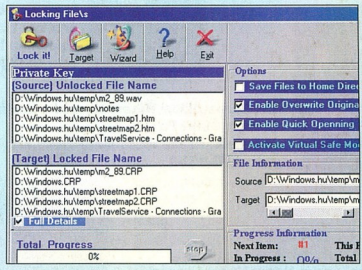 Locking File\s
Lock it!
Target
Wizard
Help
Exit
Private Key
(Source) Unlocked File Name
D:\Windows.hu\temp\m2_89.wav
D:\Windows.hu\temp\notes
D:\Windows.hu\temp\streetmap1.htm
D:\Windows.hu\temp\streetmap2.htm
D:\Windows.hu\temp\TravelService - Connections - Gra
(Target) Locked File Name
D:\Windows.hu\temp\m2_89.CRP
D:\Windows.CRP
D:\Windows.hu\temp\streetmap1.CRP
D:\Windows.hu\temp\streetmap2.CRP
D:\Windows.hu\temp\TravelService - Connections - Gra
Full Details
Total Progress
0%
stop
Options
Save Files to Home Direc
Enable Overwrite Origina
Enable Quick Openning
Activate Virtual Safe Mo
File Information
Source D:\Windows.hu\temp\m
Target D:\Windows.hu\temp\m
Progress Information
Next Item: #1 This
In Progress : 0% Total